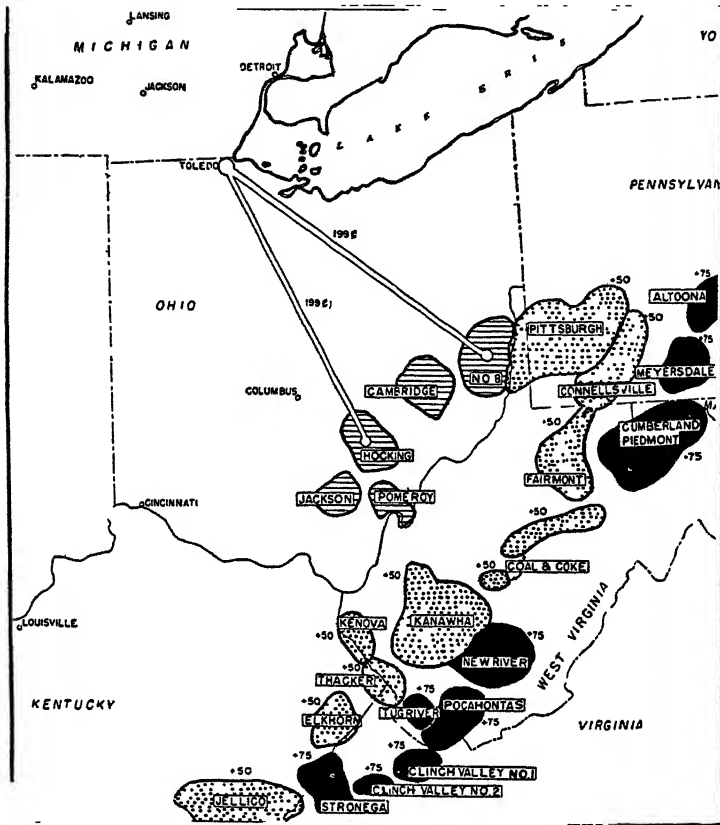 LANSING
MICHIGAN
YO
DETROIT
KALAMAZOO
JACKSON
LAKE ERIE
TOLEDO
PENNSYLVAN
199¢
199¢
OHIO
+50
+75
ALTOONA
+50
PITTSBURGH
+75
MEYERSDALE
NO 8
CONNELLSVILLE
CAMBRIDGE
COLUMBUS
CUMBERLAND
PIEDMONT
+50
+75
HOCKING
FAIRMONT
JACKSON
POMEROY
CINCINNATI
+50
COAL & COKE
+50
+50
KENOVA
KANAWHA
LOUISVILLE
+50
+75
NEW RIVER
WEST VIRGINIA
+50
THACKER
KENTUCKY
+50
+75
POCAHONTAS
ELKHORN
TUG RIVER
VIRGINIA
+75
+75
CLINCH VALLEY NO.1
+50
+75
CLINCH VALLEY NO.2
JELLICO
STRONEGA